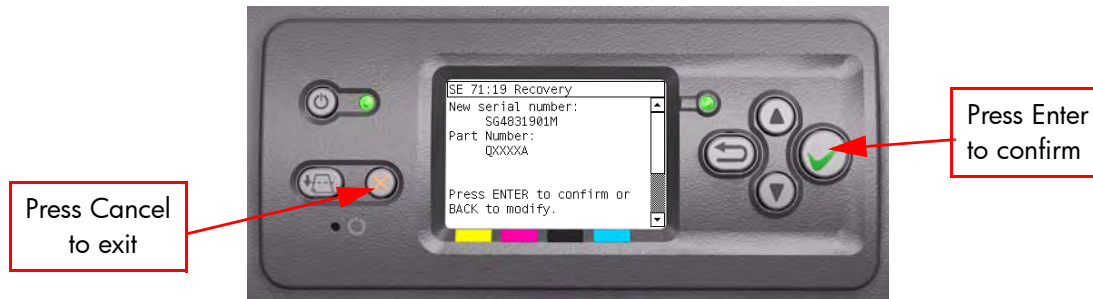 SE 71:19 Recovery
New serial number:
SG4831901M
Part Number:
QXXXXA
Press ENTER to confirm or
BACK to modify.
Press Enter
to confirm
Press Cancel
to exit